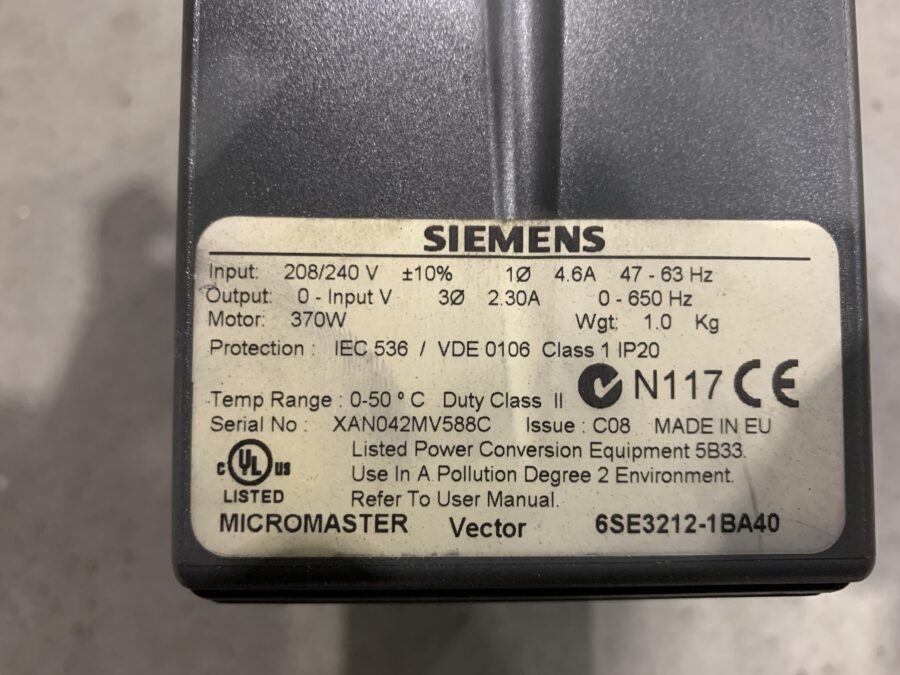 SIEMENS
Input: 208/240 V ±10% 1Ø 4.6A 47 - 63 Hz
Output: 0 - Input V 3Ø 2.30A 0 - 650 Hz
Motor: 370W Wgt: 1.0 Kg
Protection : IEC 536 / VDE 0106 Class 1 IP20
N117 CE
Temp Range : 0-50 º C Duty Class II
Serial No : XAN042MV588C Issue : C08 MADE IN EU
Listed Power Conversion Equipment 5B33.
c UL us
Use In A Pollution Degree 2 Environment.
LISTED
Refer To User Manual.
MICROMASTER Vector 6SE3212-1BA40